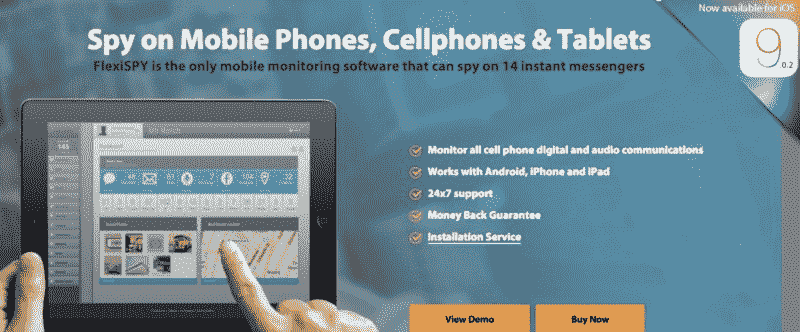 Now available for iOS
9 0.2
Spy on Mobile Phones, Cellphones & Tablets
FlexiSPY is the only mobile monitoring software that can spy on 14 instant messengers
Monitor all cell phone digital and audio communications
Works with Android, iPhone and iPad
24x7 support
Money Back Guarantee
Installation Service
View Demo
Buy Now